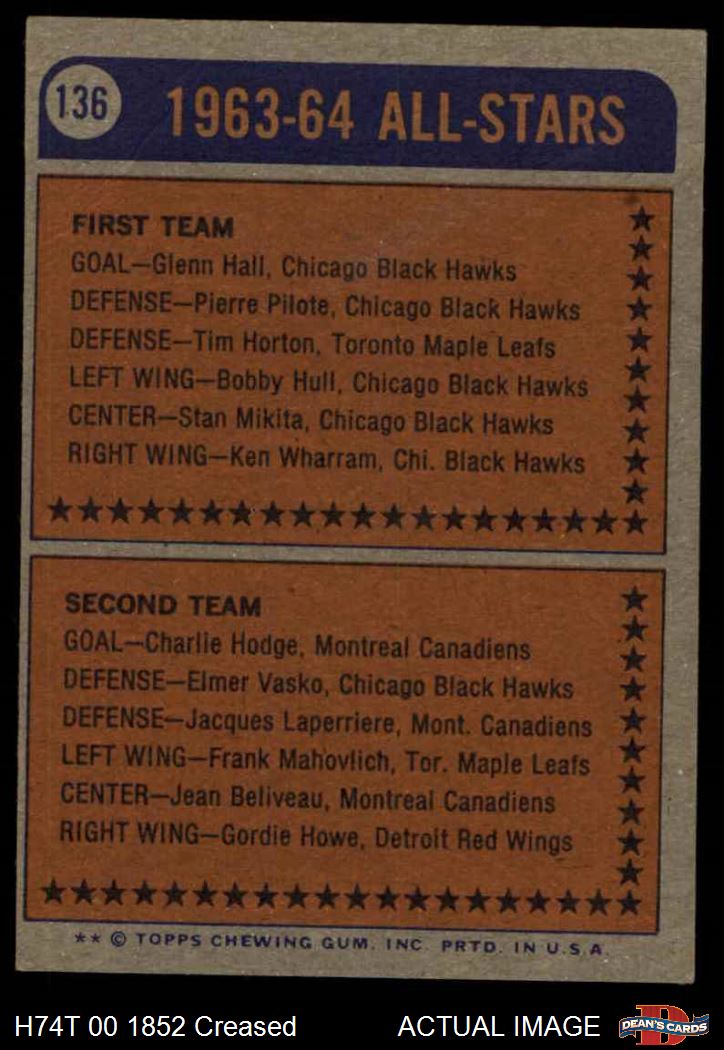 136
1963-64 ALL-STARS
FIRST TEAM
GOAL—Glenn Hall, Chicago Black Hawks
DEFENSE—Pierre Pilote, Chicago Black Hawks
DEFENSE—Tim Horton, Toronto Maple Leafs
LEFT WING—Bobby Hull, Chicago Black Hawks
CENTER—Stan Mikita, Chicago Black Hawks
RIGHT WING—Ken Wharram, Chi. Black Hawks
SECOND TEAM
GOAL—Charlie Hodge, Montreal Canadiens
DEFENSE—Elmer Vasko, Chicago Black Hawks
DEFENSE—Jacques Laperriere, Mont. Canadiens
LEFT WING—Frank Mahovlich, Tor. Maple Leafs
CENTER—Jean Beliveau, Montreal Canadiens
RIGHT WING—Gordie Howe, Detroit Red Wings
** © TOPPS CHEWING GUM, INC. PRTD. IN U.S.A.
H74T 00 1852 Creased ACTUAL IMAGE
D
DEAN'S CARDS